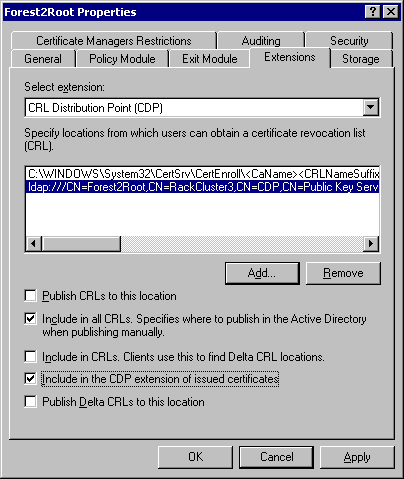 Forest2Root Properties
Certificate Managers Restrictions Auditing Security
General Policy Module Exit Module Extensions Storage
Select extension:
CRL Distribution Point (CDP)
Specify locations from which users can obtain a certificate revocation list
(CRL).
C:\WINDOWS\System32\CertSrv\CertEnroll\<CaName><CRLNameSuffix
ldap:///CN=Forest2Root,CN=RackCluster3,CN=CDP,CN=Public Key Serv
Add... Remove
Publish CRLs to this location
Include in all CRLs. Specifies where to publish in the Active Directory
when publishing manually.
Include in CRLs. Clients use this to find Delta CRL locations.
Include in the CDP extension of issued certificates
Publish Delta CRLs to this location
OK Cancel Apply